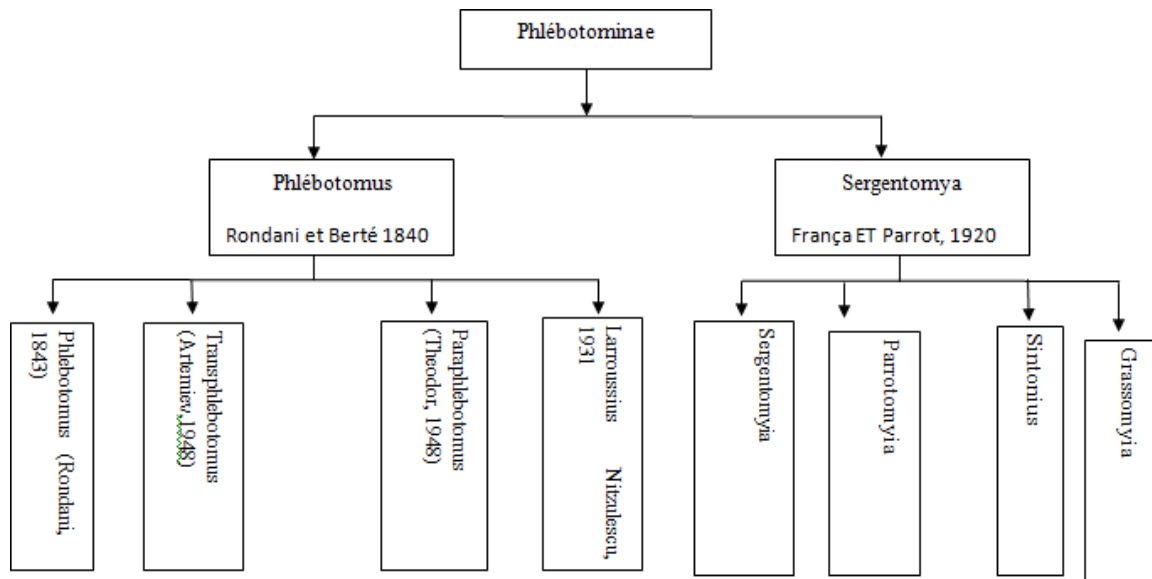 Phlébotominae
Phlébotomus
Rondani et Berté 1840
Sergentomya
França ET Parrot, 1920
Phlebotomus (Rondani,
1843)
Transphlebotomus
(Artemiev,1948)
Paraphlebotomus
(Theodor, 1948)
Larroussius Nitzulescu,
1931
Sergentomyia
Parrotomyia
Sintonius
Grassomyia